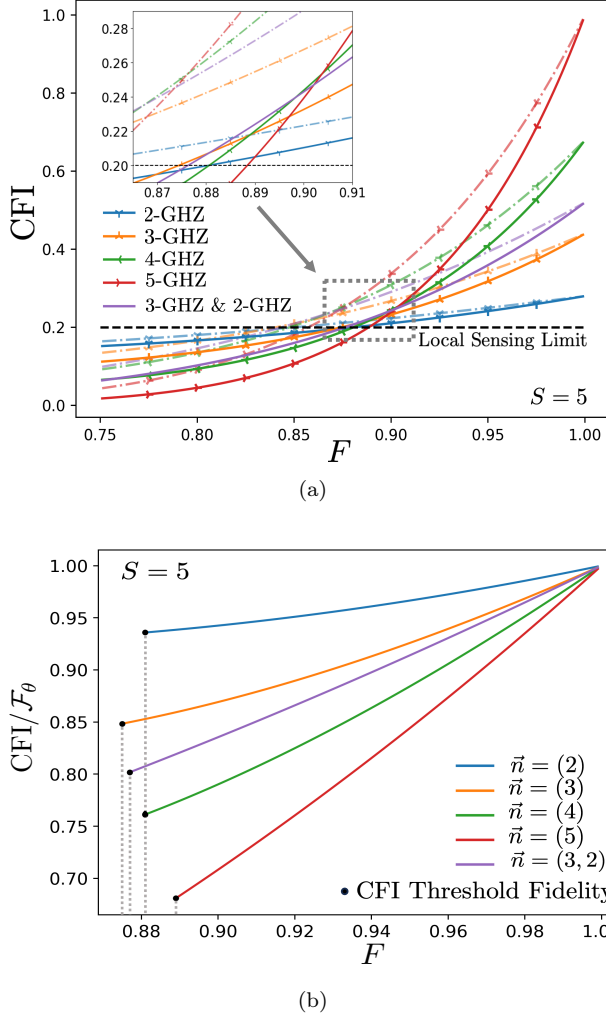 0.28
0.26
0.24
0.22
0.20
0.87 0.88 0.89 0.90 0.91
1.0
0.8
0.6
0.4
0.2
0.0
CFI
2-GHZ
3-GHZ
4-GHZ
5-GHZ
3-GHZ & 2-GHZ
Local Sensing Limit
S = 5
0.75 0.80 0.85 0.90 0.95 1.00
F
(a)
S = 5
1.00
0.95
0.90
0.85
0.80
0.75
0.70
CFI/ℱ_θ
n⃗ = (2)
n⃗ = (3)
n⃗ = (4)
n⃗ = (5)
n⃗ = (3, 2)
CFI Threshold Fidelity
0.88 0.90 0.92 0.94 0.96 0.98 1.00
F
(b)